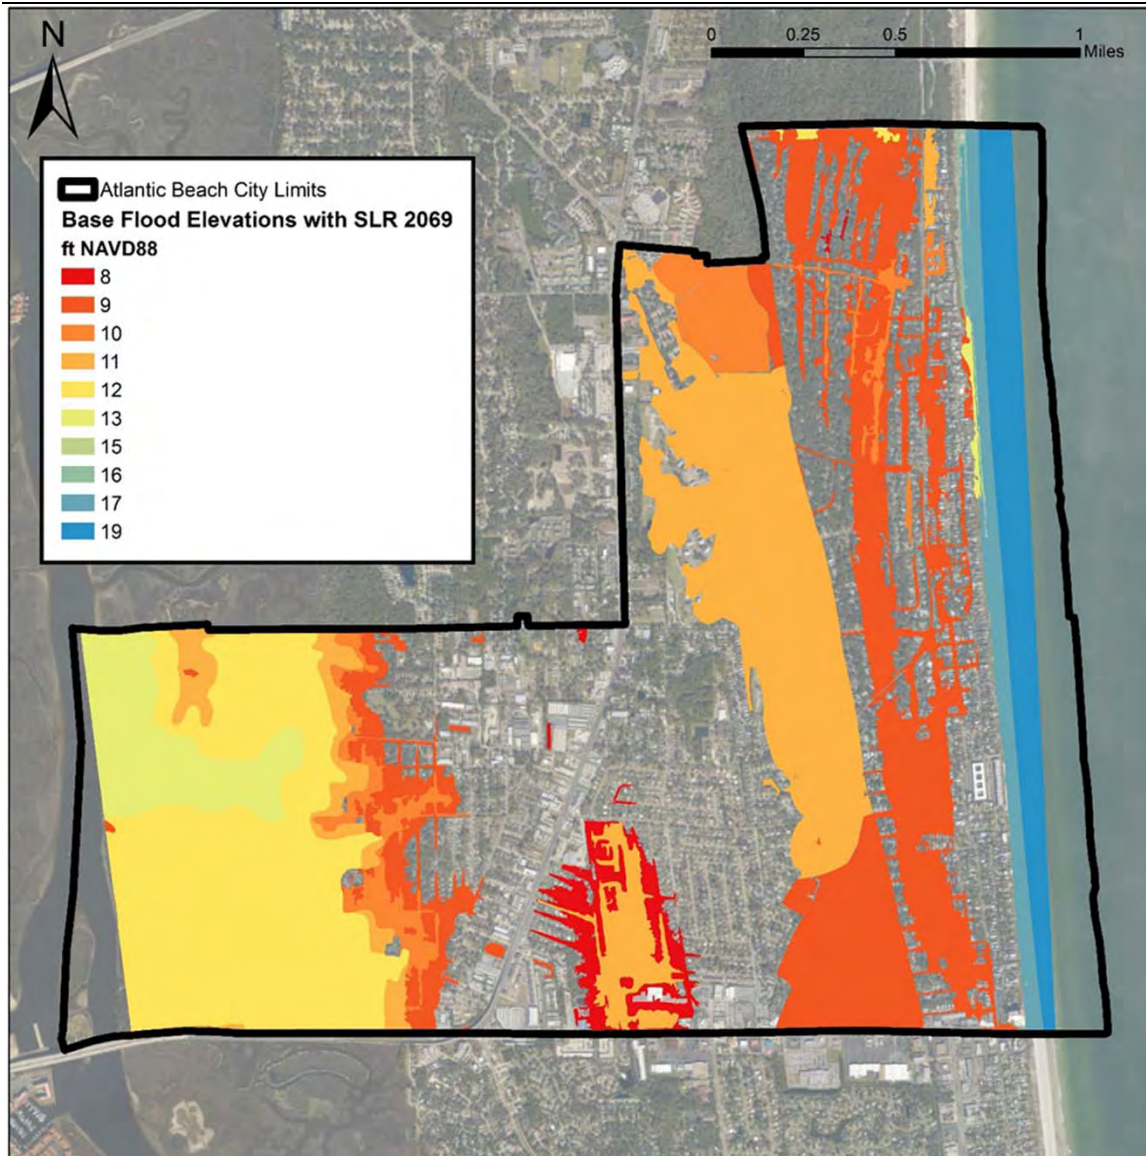 N
0 0.25 0.5 1
Miles
Atlantic Beach City Limits
Base Flood Elevations with SLR 2069
ft NAVD88
8
9
10
11
12
13
15
16
17
19